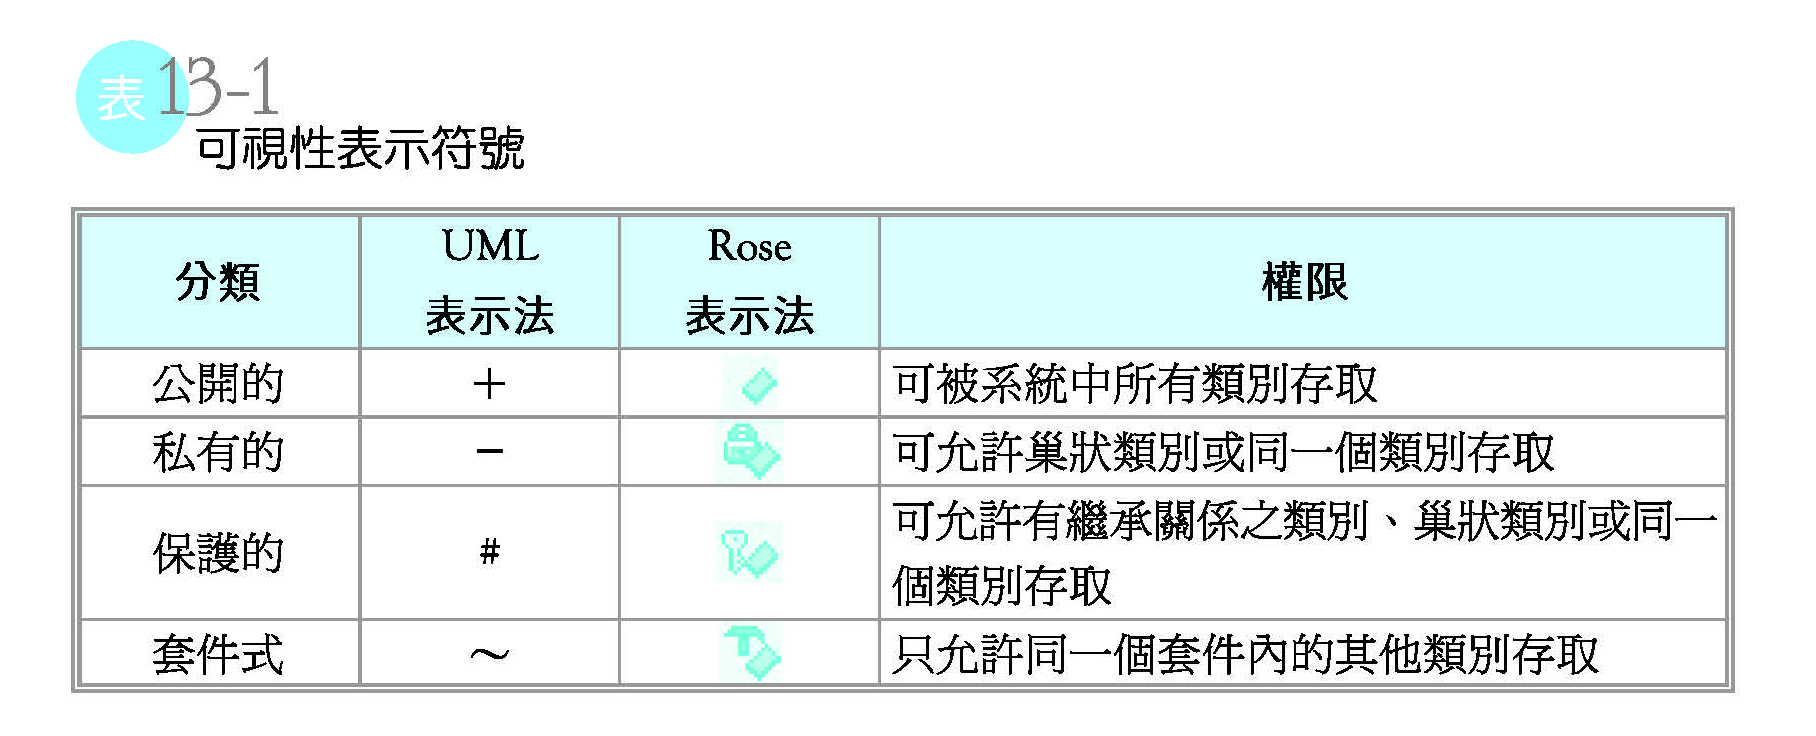 表 13-1
可視性表示符號
分類 UML 表示法 Rose 表示法 權限
公開的 + 可被系統中所有類別存取
私有的 − 可允許巢狀類別或同一個類別存取
保護的 # 可允許有繼承關係之類別、巢狀類別或同一
個類別存取
套件式 ～ 只允許同一個套件內的其他類別存取